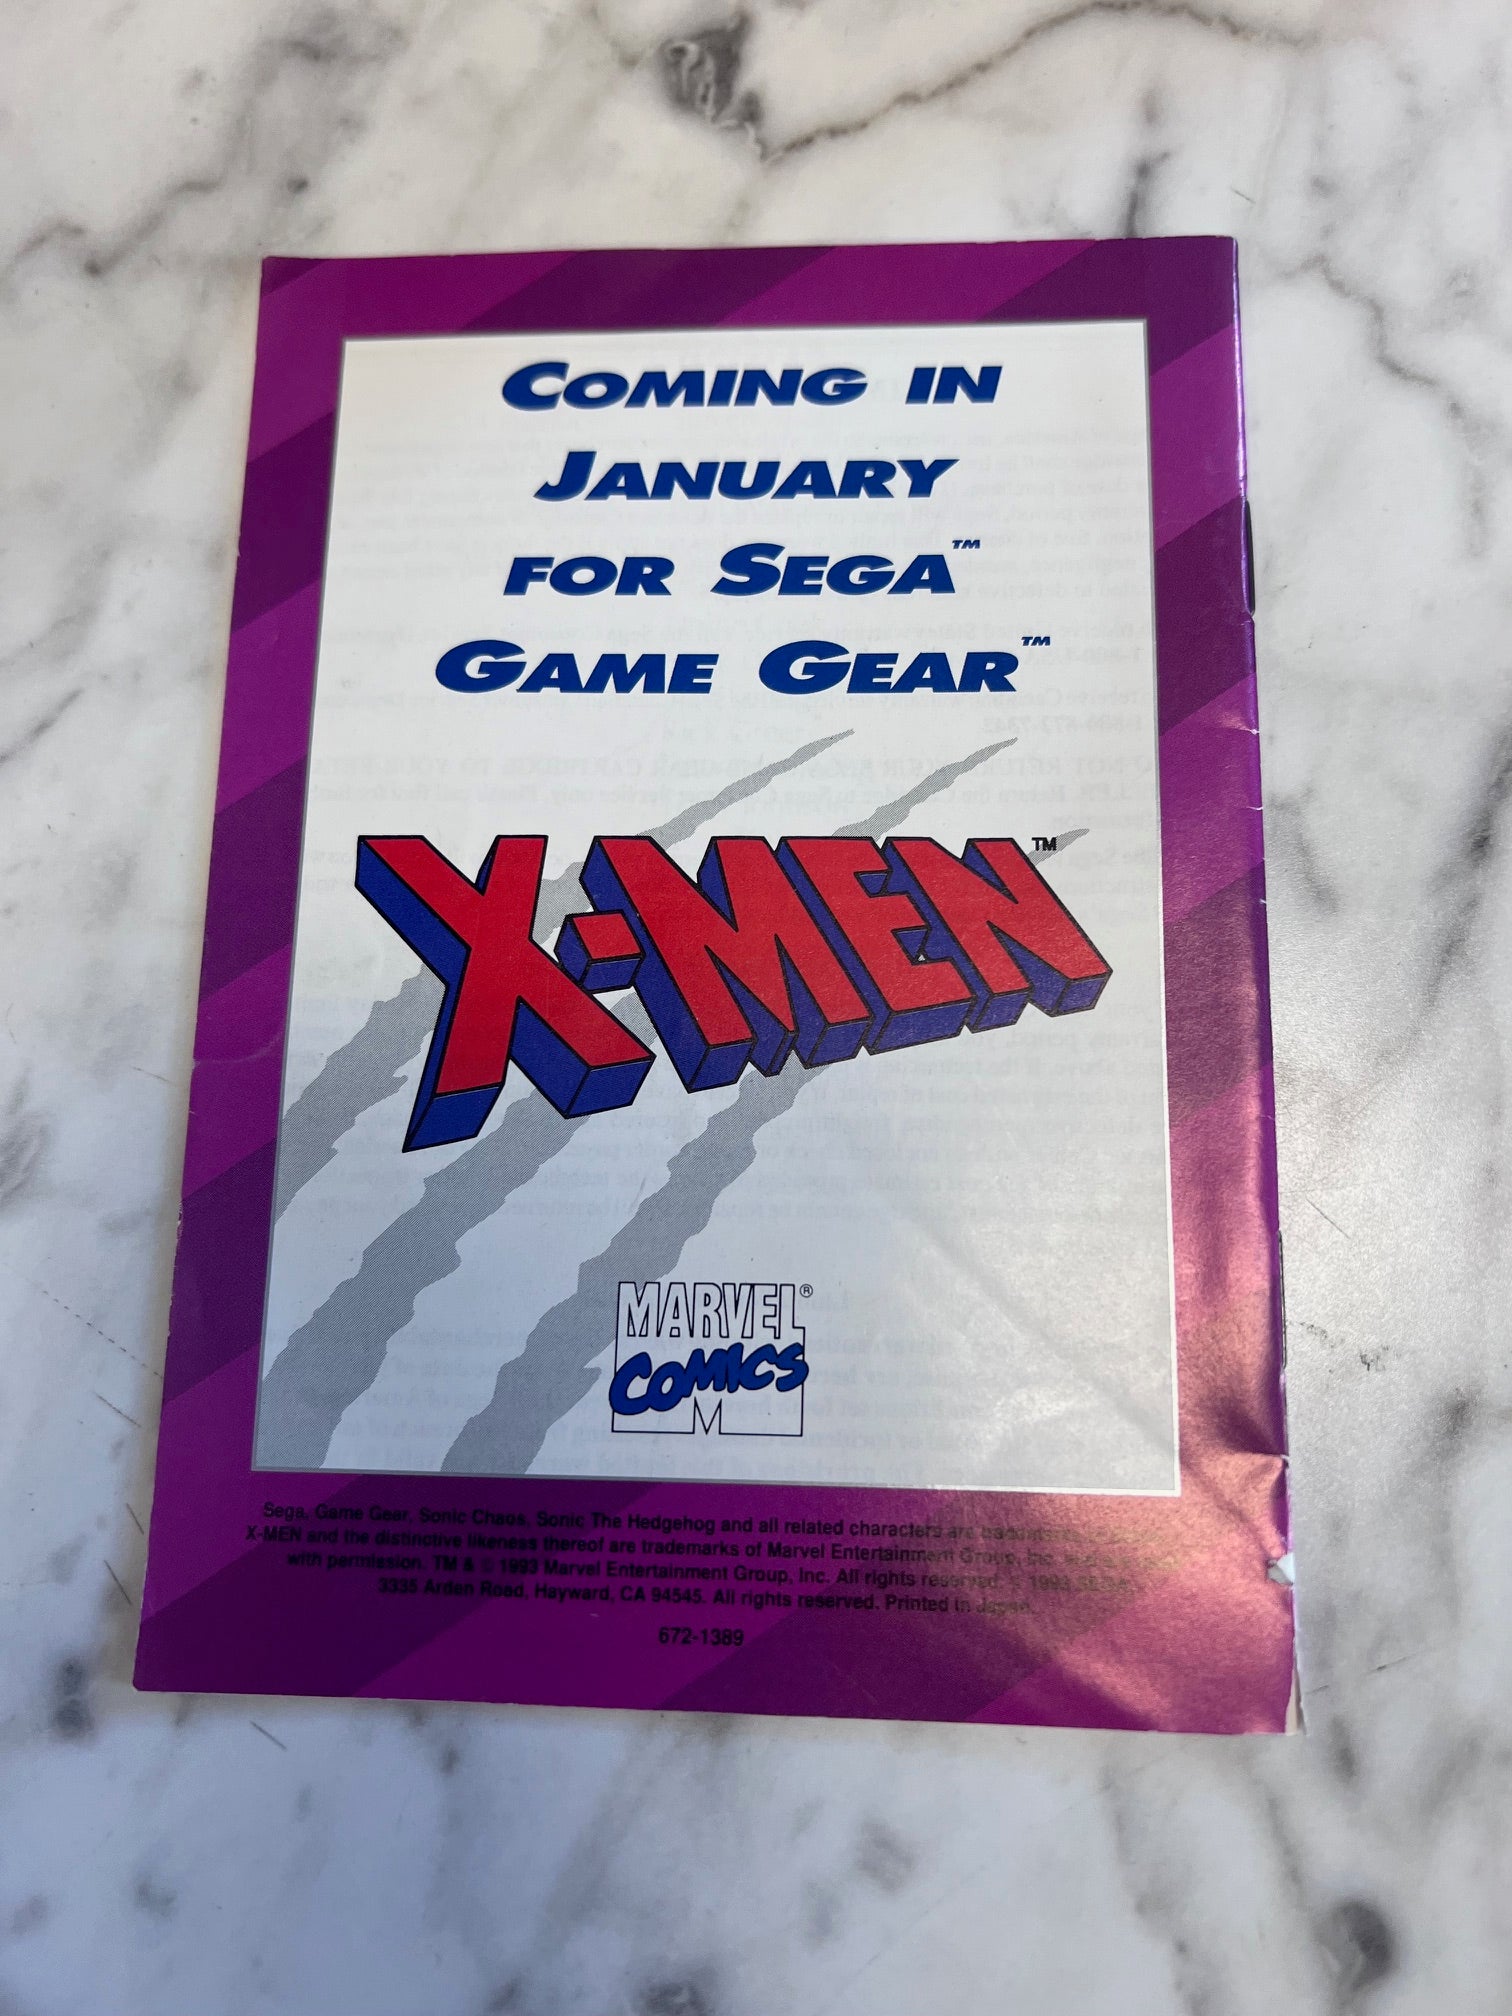 COMING IN
JANUARY
FOR SEGA™
GAME GEAR™
X-MEN™
MARVEL®
COMICS
M
Sega, Game Gear, Sonic Chaos, Sonic The Hedgehog and all related characters are trademarks
X-MEN and the distinctive likeness thereof are trademarks of Marvel Entertainment Group, Inc.
with permission. TM & © 1993 Marvel Entertainment Group, Inc. All rights reserved. © 1993 SEGA,
3335 Arden Road, Hayward, CA 94545. All rights reserved. Printed in Japan.
672-1389